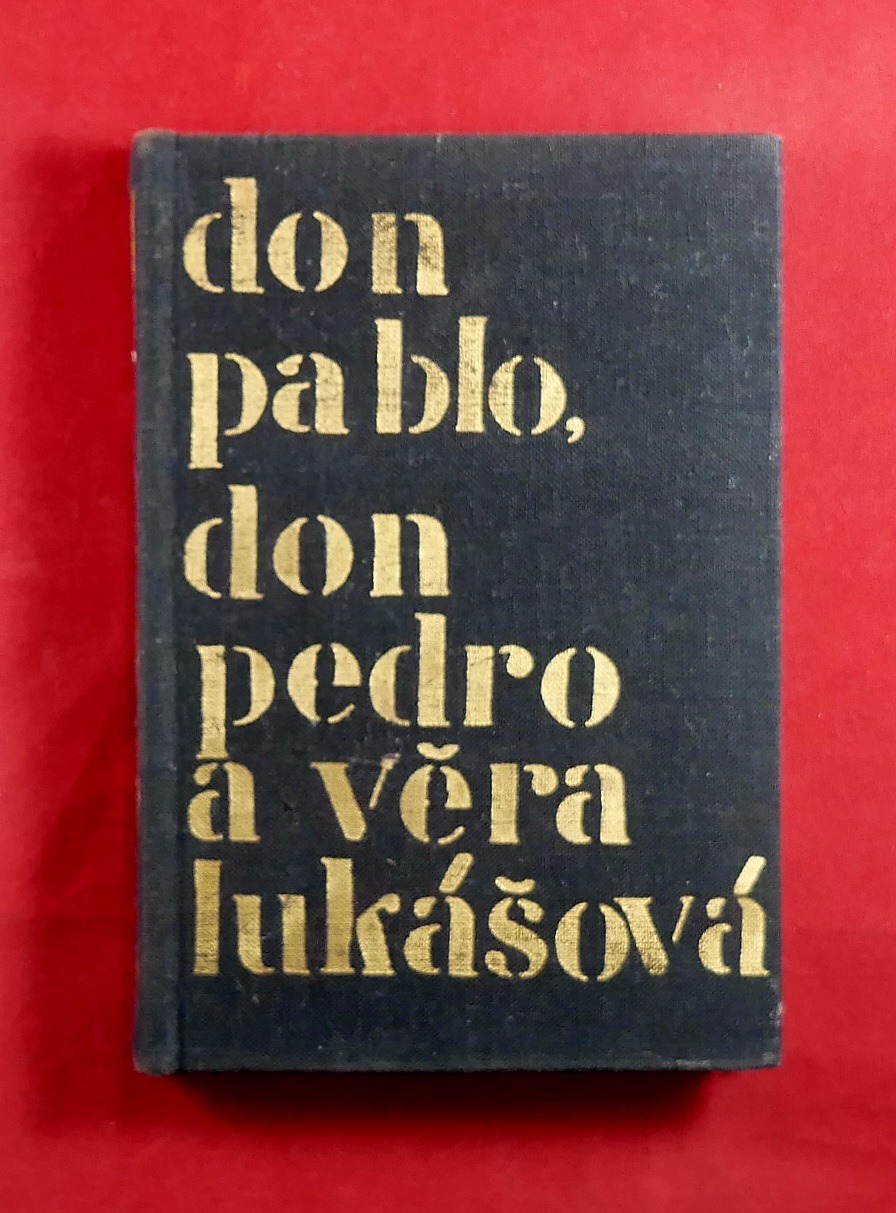 don
pablo,
don
pedro
a věra
lukášová